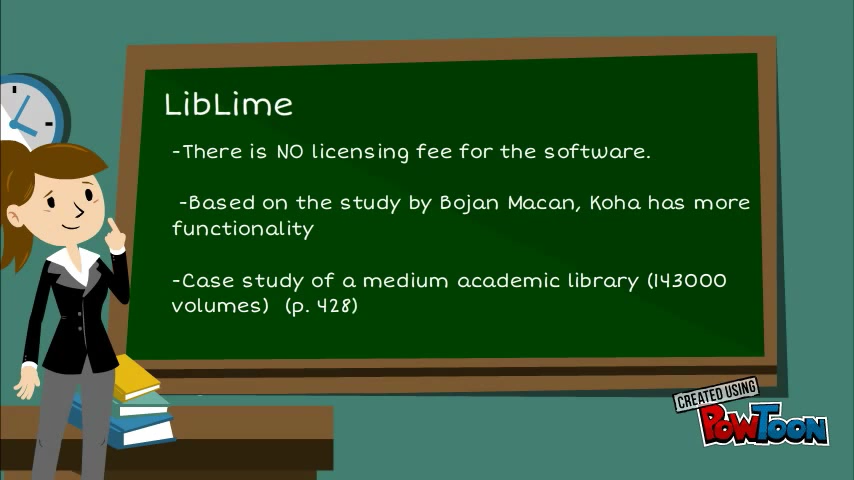 LibLime
-There is NO licensing fee for the software.
-Based on the study by Bojan Macan, Koha has more
functionality
-Case study of a medium academic library (143000
volumes) (p. 428)
CREATED USING
POWTOON